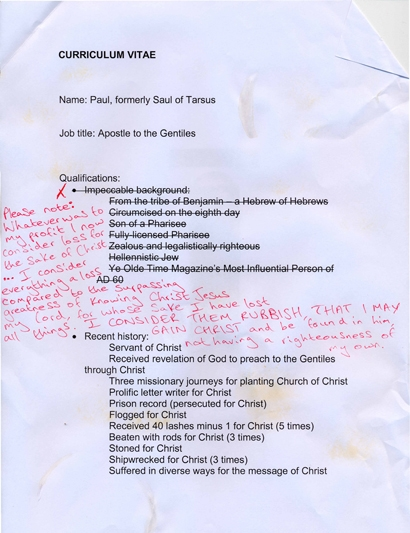 CURRICULUM VITAE
Name: Paul, formerly Saul of Tarsus
Job title: Apostle to the Gentiles
Qualifications:
• Impeccable background:
From the tribe of Benjamin – a Hebrew of Hebrews
Circumcised on the eighth day
Son of a Pharisee
Fully-licensed Pharisee
Zealous and legalistically righteous
Hellennistic Jew
Ye Olde Time Magazine's Most Influential Person of
AD 60
X
Please note:
Whatever was to
my profit I now
consider loss for
the sake of Christ
... I consider
everything a loss
compared to the surpassing
greatness of knowing Christ Jesus
my Lord, for whose sake I have lost
all things. I CONSIDER THEM RUBBISH, THAT I MAY
GAIN CHRIST and be found in him,
not having a righteousness of
my own.
• Recent history:
Servant of Christ
Received revelation of God to preach to the Gentiles
through Christ
Three missionary journeys for planting Church of Christ
Prolific letter writer for Christ
Prison record (persecuted for Christ)
Flogged for Christ
Received 40 lashes minus 1 for Christ (5 times)
Beaten with rods for Christ (3 times)
Stoned for Christ
Shipwrecked for Christ (3 times)
Suffered in diverse ways for the message of Christ